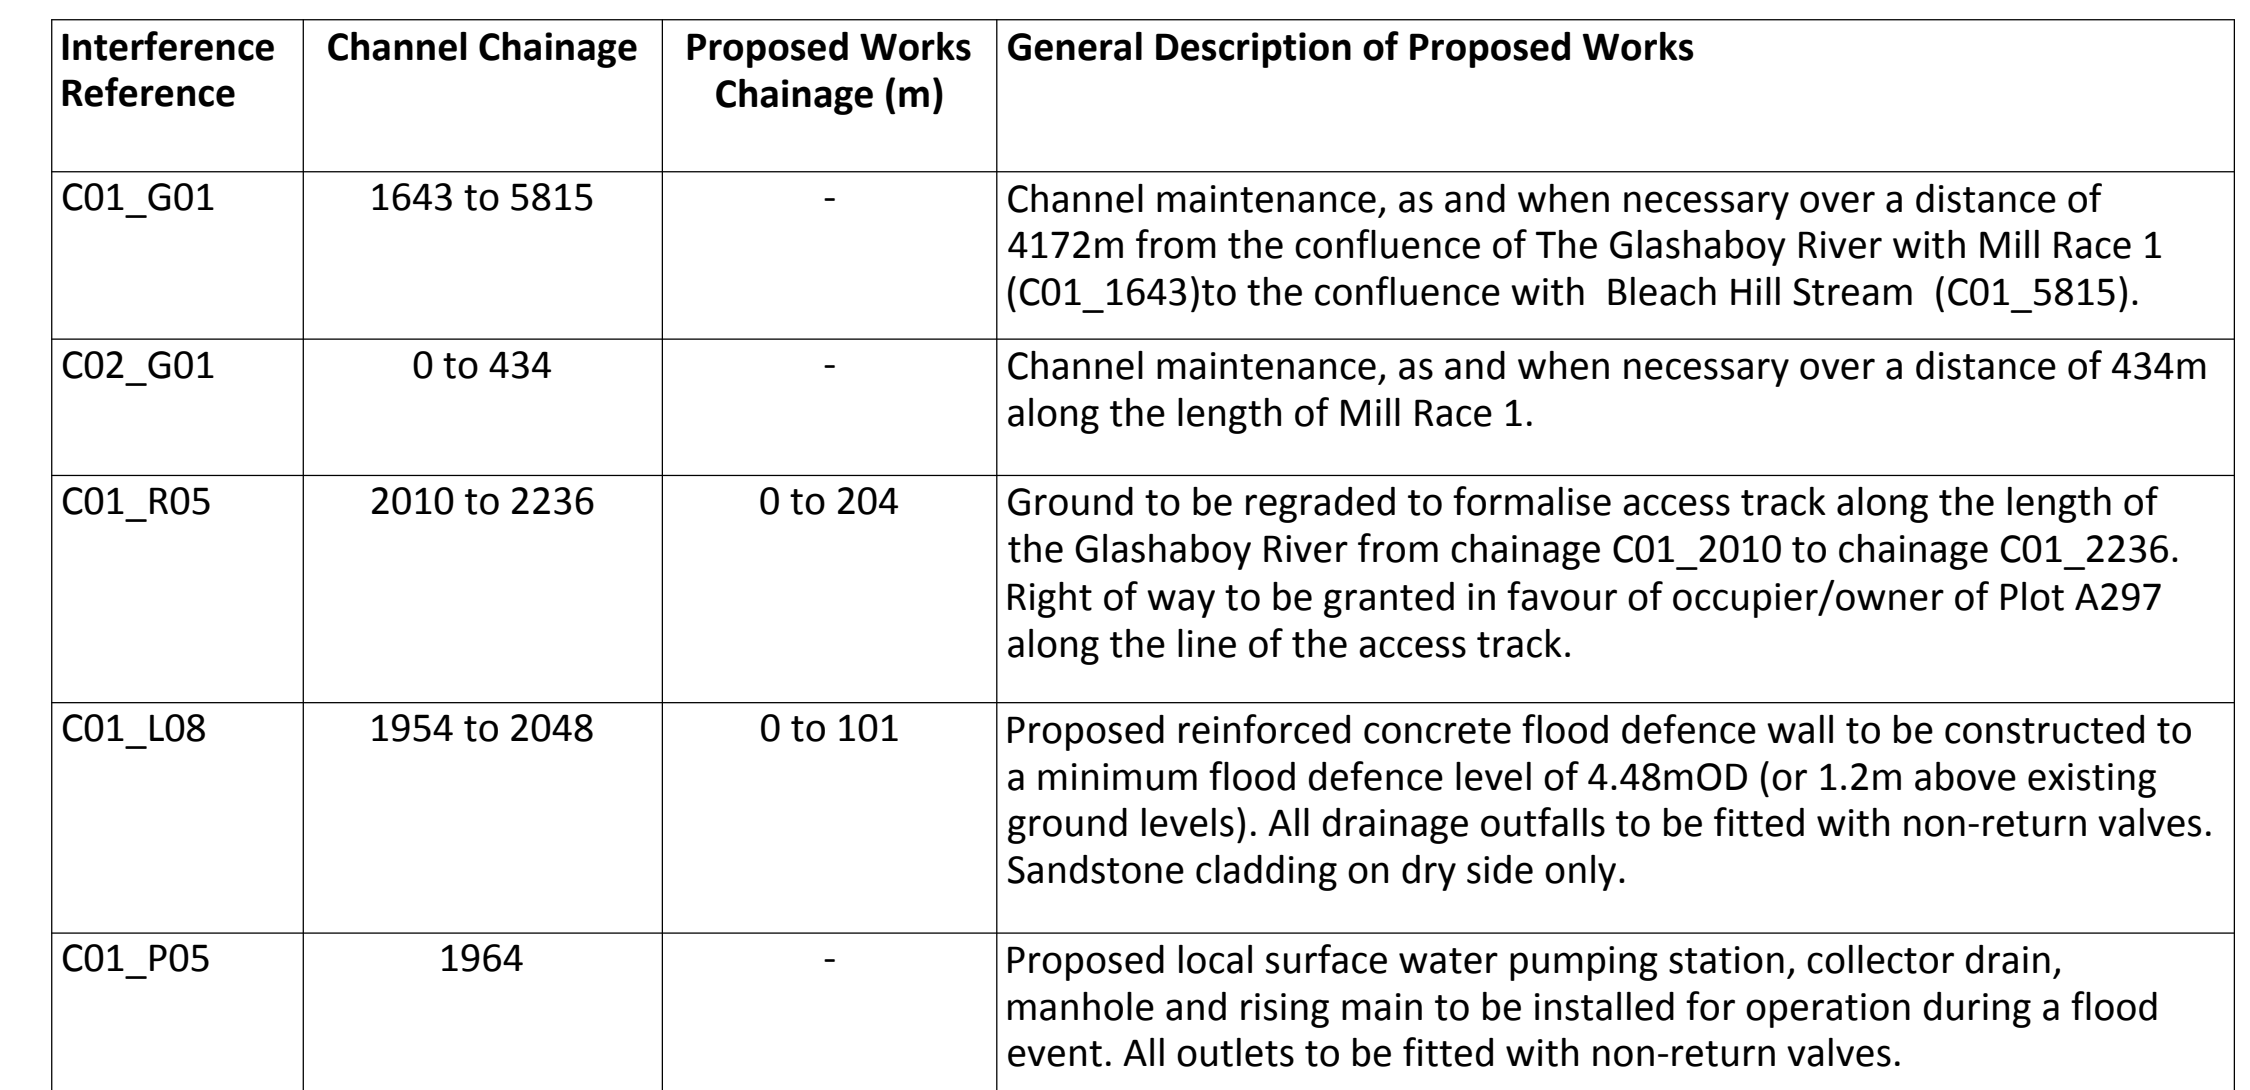 Interference Reference | Channel Chainage | Proposed Works Chainage (m) | General Description of Proposed Works
C01_G01 | 1643 to 5815 | - | Channel maintenance, as and when necessary over a distance of
4172m from the confluence of The Glashaboy River with Mill Race 1
(C01_1643)to the confluence with  Bleach Hill Stream  (C01_5815).
C02_G01 | 0 to 434 | - | Channel maintenance, as and when necessary over a distance of 434m
along the length of Mill Race 1.
C01_R05 | 2010 to 2236 | 0 to 204 | Ground to be regraded to formalise access track along the length of
the Glashaboy River from chainage C01_2010 to chainage C01_2236.
Right of way to be granted in favour of occupier/owner of Plot A297
along the line of the access track.
C01_L08 | 1954 to 2048 | 0 to 101 | Proposed reinforced concrete flood defence wall to be constructed to
a minimum flood defence level of 4.48mOD (or 1.2m above existing
ground levels). All drainage outfalls to be fitted with non-return valves.
Sandstone cladding on dry side only.
C01_P05 | 1964 | - | Proposed local surface water pumping station, collector drain,
manhole and rising main to be installed for operation during a flood
event. All outlets to be fitted with non-return valves.